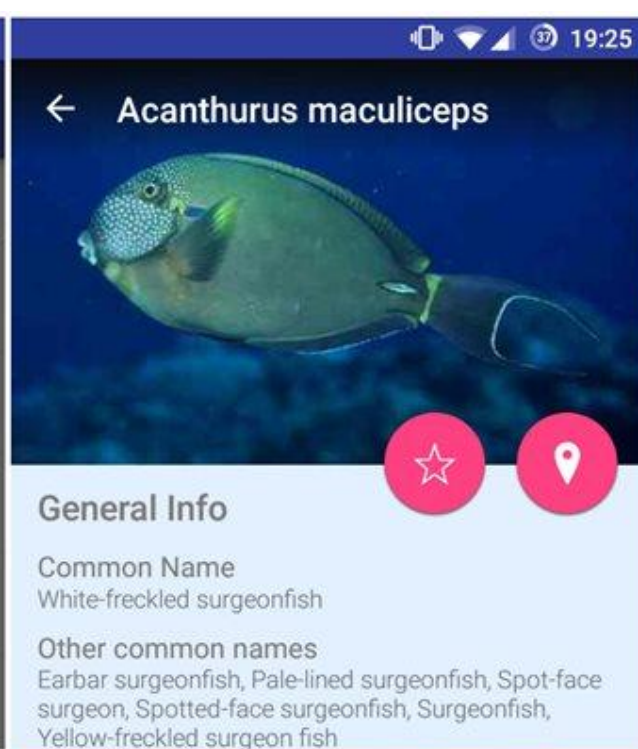 37 19:25
Acanthurus maculiceps
General Info
Common Name
White-freckled surgeonfish
Other common names
Earbar surgeonfish, Pale-lined surgeonfish, Spot-face
surgeon, Spotted-face surgeonfish, Surgeonfish,
Yellow-freckled surgeon fish